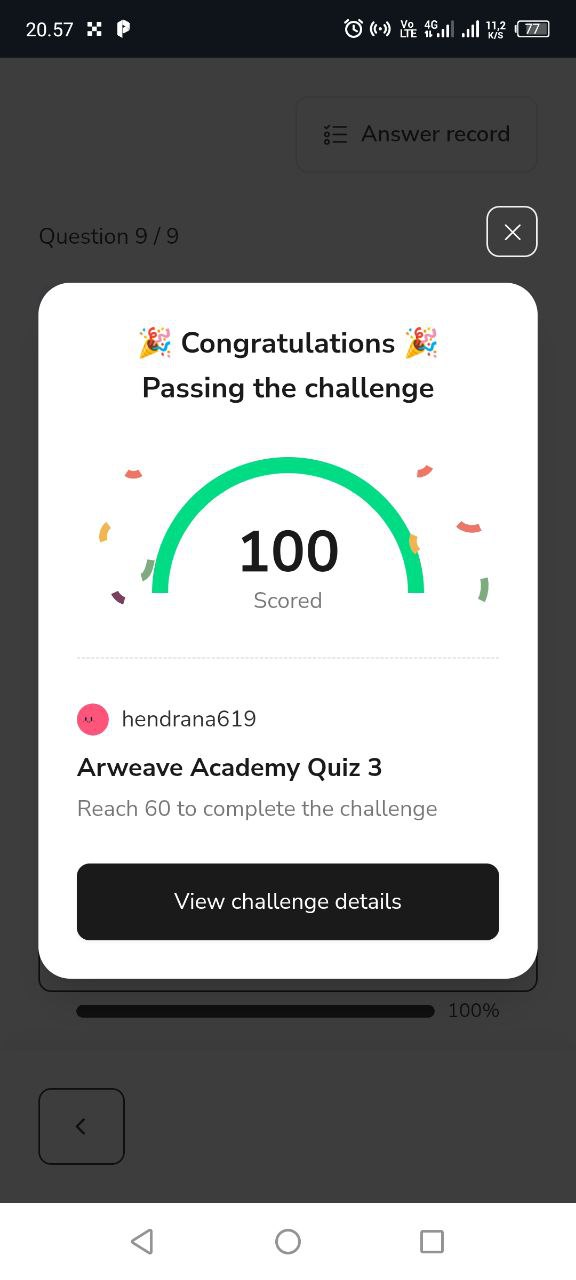 20.57
Vo LTE 4G 11,2 K/S 77
Answer record
Question 9 / 9
🎉 Congratulations 🎉
Passing the challenge
100
Scored
hendrana619
Arweave Academy Quiz 3
Reach 60 to complete the challenge
View challenge details
100%